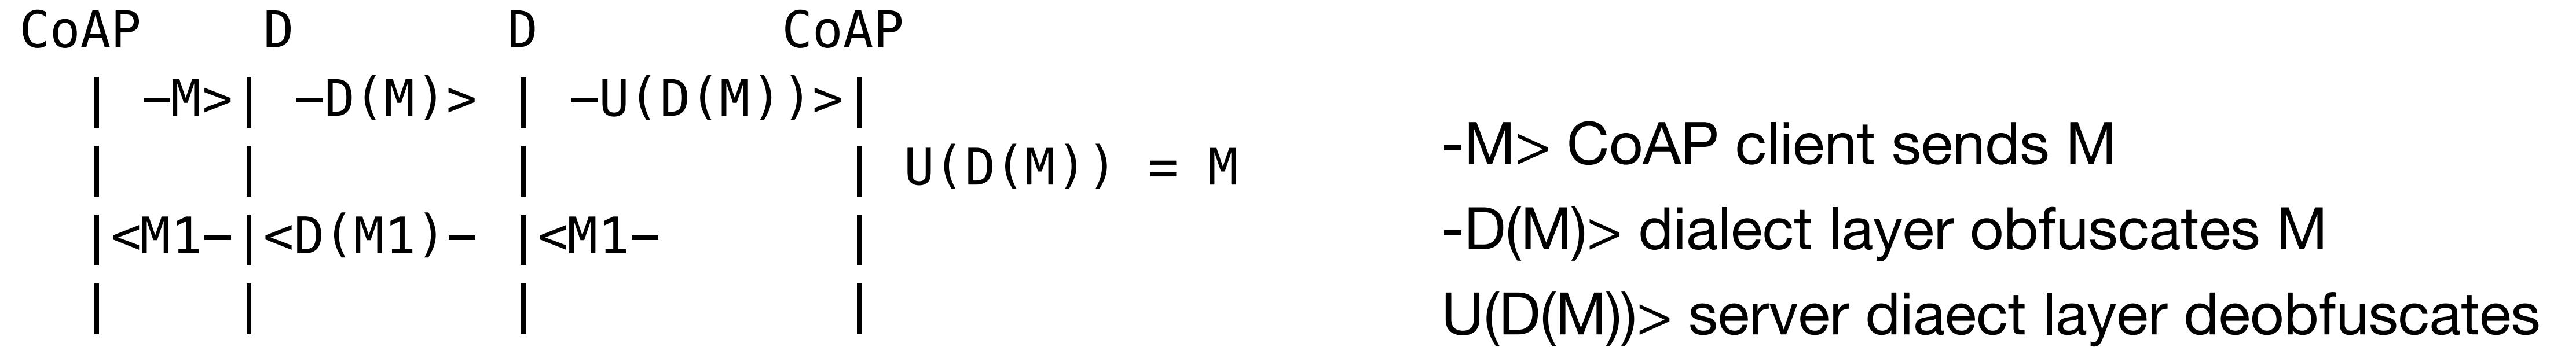 CoAP D D CoAP
| —M>| —D(M)> | —U(D(M))>|
| | | | U(D(M)) = M
|<M1—|<D(M1)— |<M1— |
| | | |
-M> CoAP client sends M
-D(M)> dialect layer obfuscates M
U(D(M))> server diaect layer deobfuscates